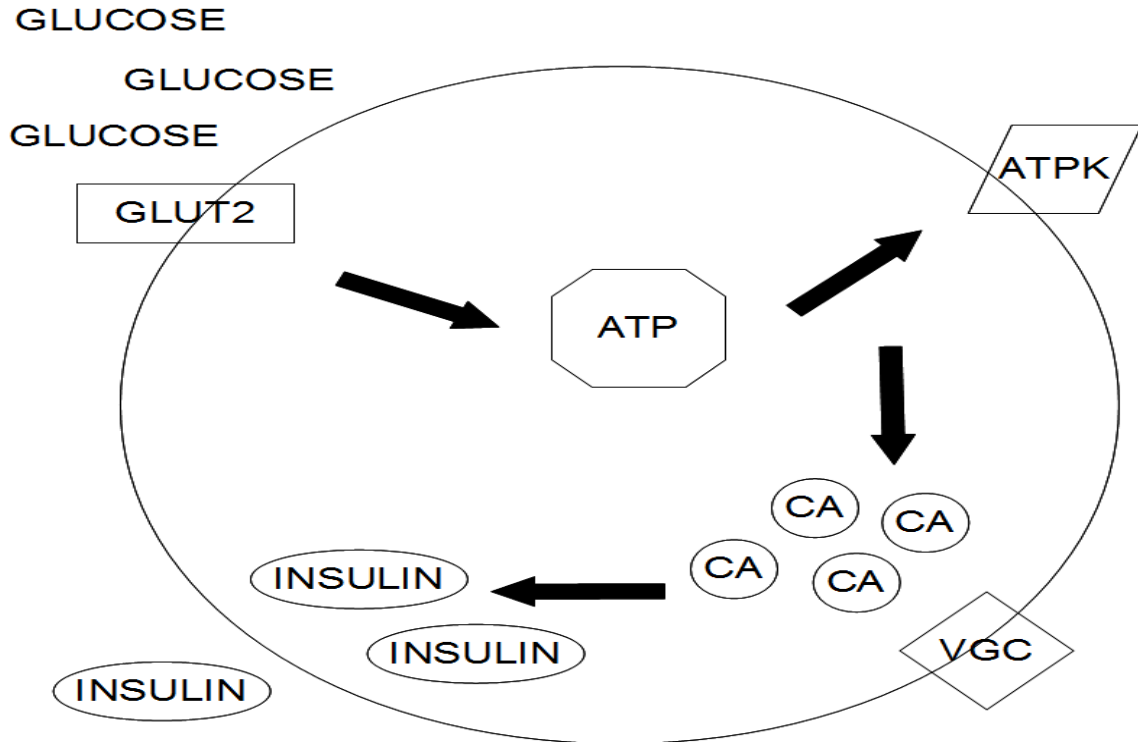 GLUCOSE
GLUCOSE
GLUCOSE
GLUT2
ATPK
ATP
CA
CA
CA
CA
INSULIN
INSULIN
INSULIN
VGC